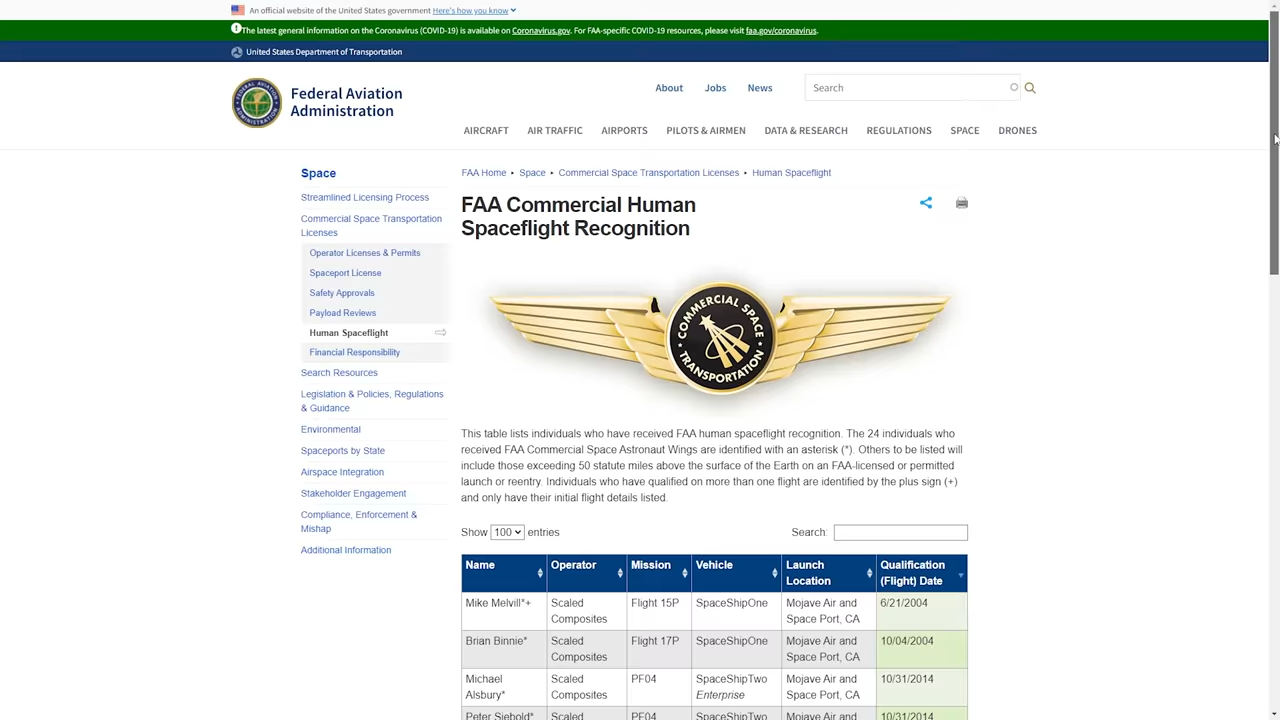 An official website of the United States government Here's how you know
The latest general information on the Coronavirus (COVID-19) is available on Coronavirus.gov. For FAA-specific COVID-19 resources, please visit faa.gov/coronavirus.
United States Department of Transportation
Federal Aviation
Administration
About Jobs News
Search
AIRCRAFT AIR TRAFFIC AIRPORTS PILOTS & AIRMEN DATA & RESEARCH REGULATIONS SPACE DRONES
Space
Streamlined Licensing Process
Commercial Space Transportation
Licenses
Operator Licenses & Permits
Spaceport License
Safety Approvals
Payload Reviews
Human Spaceflight
Financial Responsibility
Search Resources
Legislation & Policies, Regulations
& Guidance
Environmental
Spaceports by State
Airspace Integration
Stakeholder Engagement
Compliance, Enforcement &
Mishap
Additional Information
FAA Home ▸ Space ▸ Commercial Space Transportation Licenses ▸ Human Spaceflight
FAA Commercial Human
Spaceflight Recognition
COMMERCIAL SPACE
TRANSPORTATION
This table lists individuals who have received FAA human spaceflight recognition. The 24 individuals who
received FAA Commercial Space Astronaut Wings are identified with an asterisk (*). Others to be listed will
include those exceeding 50 statute miles above the surface of the Earth on an FAA-licensed or permitted
launch or reentry. Individuals who have qualified on more than one flight are identified by the plus sign (+)
and only have their initial flight details listed.
Show 100 entries
Search:
Name Operator Mission Vehicle Launch Location Qualification (Flight) Date
Mike Melvill*+ Scaled Composites Flight 15P SpaceShipOne Mojave Air and Space Port, CA 6/21/2004
Brian Binnie* Scaled Composites Flight 17P SpaceShipOne Mojave Air and Space Port, CA 10/04/2004
Michael Alsbury* Scaled Composites PF04 SpaceShipTwo Enterprise Mojave Air and Space Port, CA 10/31/2014
Peter Siebold* Scaled PF04 SpaceShipTwo Mojave Air and 10/31/2014